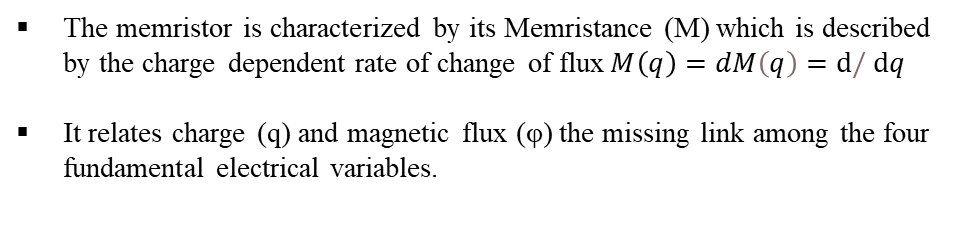 ▪ The memristor is characterized by its Memristance (M) which is described
by the charge dependent rate of change of flux M(q) = dM(q) = d/ dq
▪ It relates charge (q) and magnetic flux (φ) the missing link among the four
fundamental electrical variables.